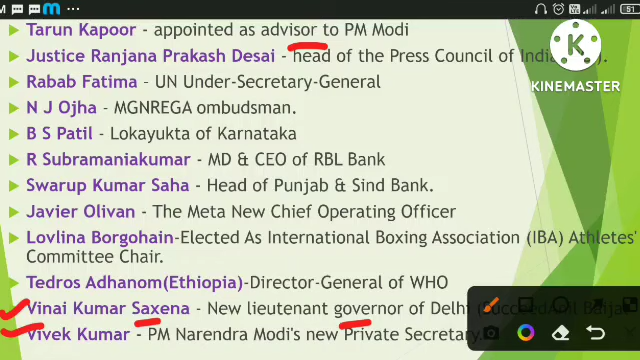 51
Tarun Kapoor - appointed as advisor to PM Modi
Justice Ranjana Prakash Desai - head of the Press Council of India
KINEMASTER
Rabab Fatima - UN Under-Secretary-General
N J Ojha - MGNREGA ombudsman.
B S Patil - Lokayukta of Karnataka
R Subramaniakumar - MD & CEO of RBL Bank
Swarup Kumar Saha - Head of Punjab & Sind Bank.
Javier Olivan - The Meta New Chief Operating Officer
Lovlina Borgohain-Elected As International Boxing Association (IBA) Athletes'
Committee Chair.
Tedros Adhanom(Ethiopia)-Director-General of WHO
Vinai Kumar Saxena - New lieutenant governor of Delhi
Vivek Kumar - PM Narendra Modi's new Private Secretary.